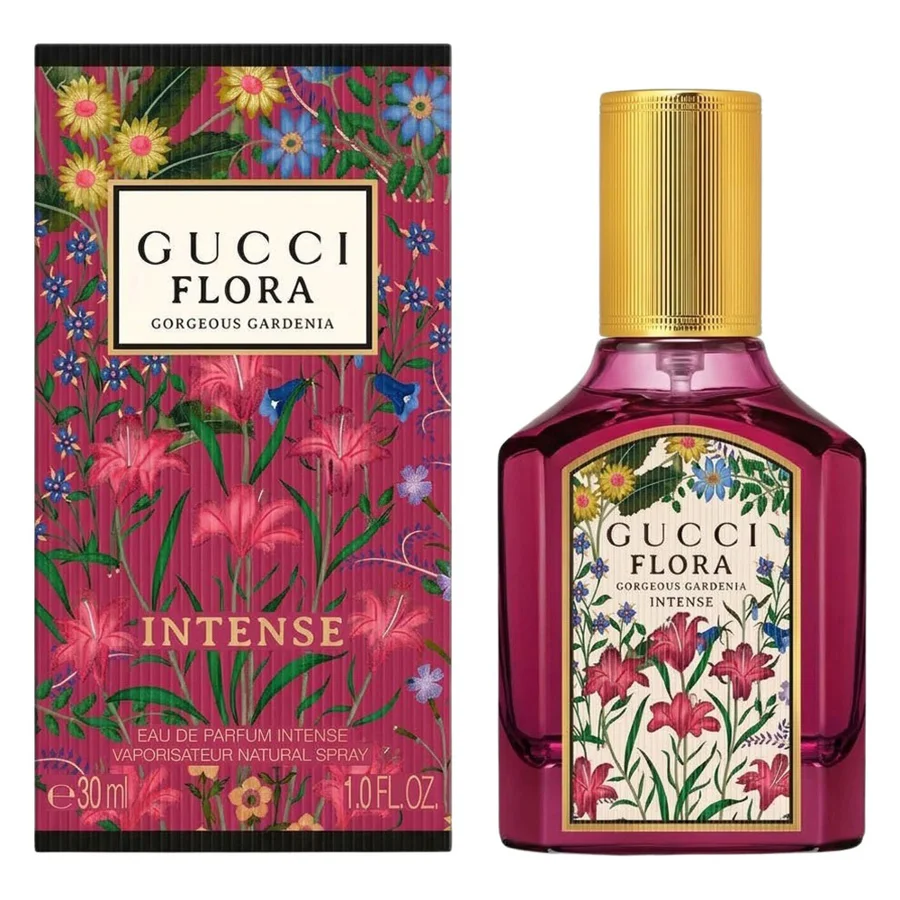 GUCCI
FLORA
GORGEOUS GARDENIA
INTENSE
EAU DE PARFUM INTENSE
VAPORISATEUR NATURAL SPRAY
℮30 ml 1.0 FL.OZ.
GUCCI
FLORA
GORGEOUS GARDENIA
INTENSE